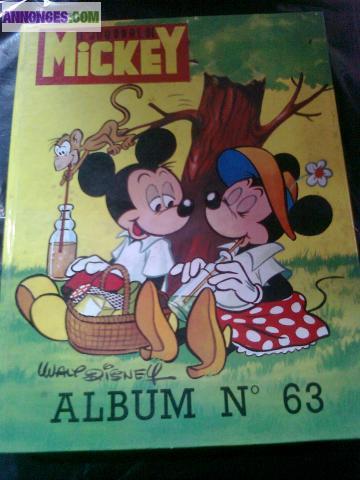 ANNONCES.COM
LE JOURNAL DE
MICKEY
WALT DISNEY
ALBUM N° 63